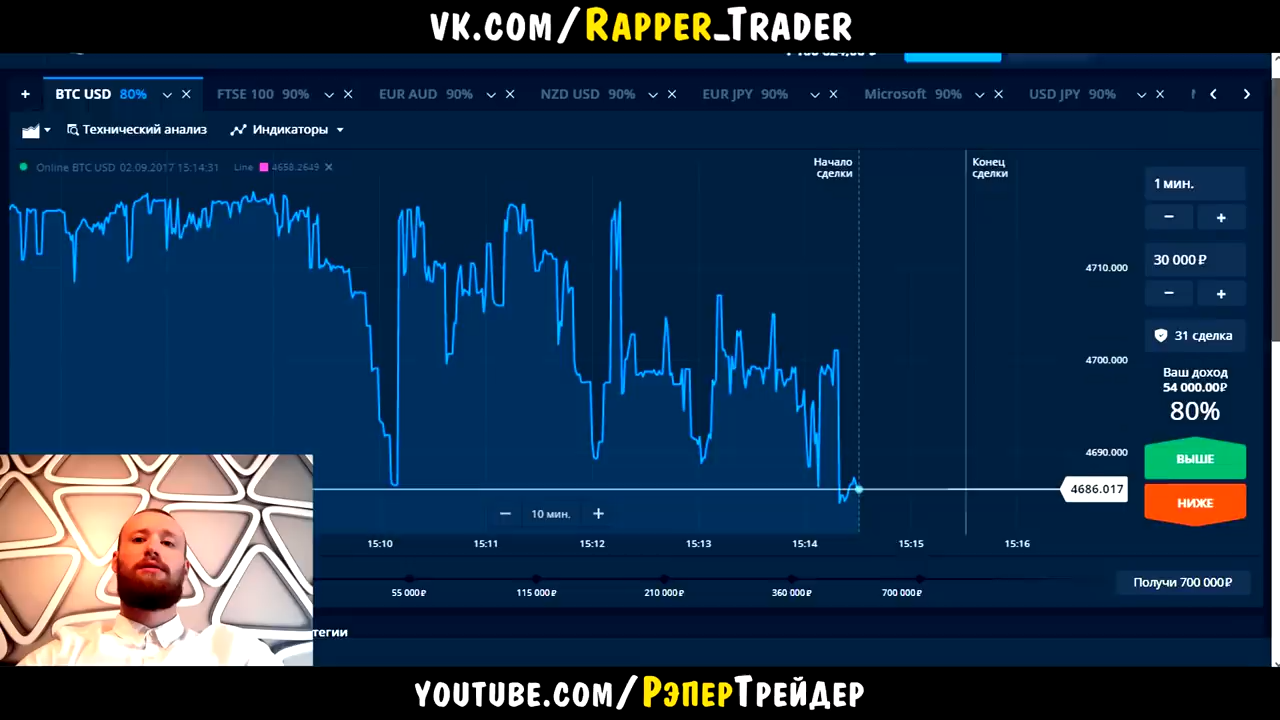 VK.COM/RAPPER_TRADER
+ BTC USD 80% FTSE 100 90% EUR AUD 90% NZD USD 90% EUR JPY 90% Microsoft 90% USD JPY 90%
Технический анализ Индикаторы
Online BTC USD 02.09.2017 15:14:31 Line 4658.2649
Начало
сделки
Конец
сделки
1 мин.
− +
30 000 ₽
− +
31 сделка
Ваш доход
54 000.00₽
80%
ВЫШЕ
НИЖЕ
4710.000
4700.000
4690.000
4686.017
− 10 мин. +
15:10 15:11 15:12 15:13 15:14 15:15 15:16
55 000₽ 115 000₽ 210 000₽ 360 000₽ 700 000₽
Получи 700 000₽
YOUTUBE.COM/РЭПЕРТРЕЙДЕР